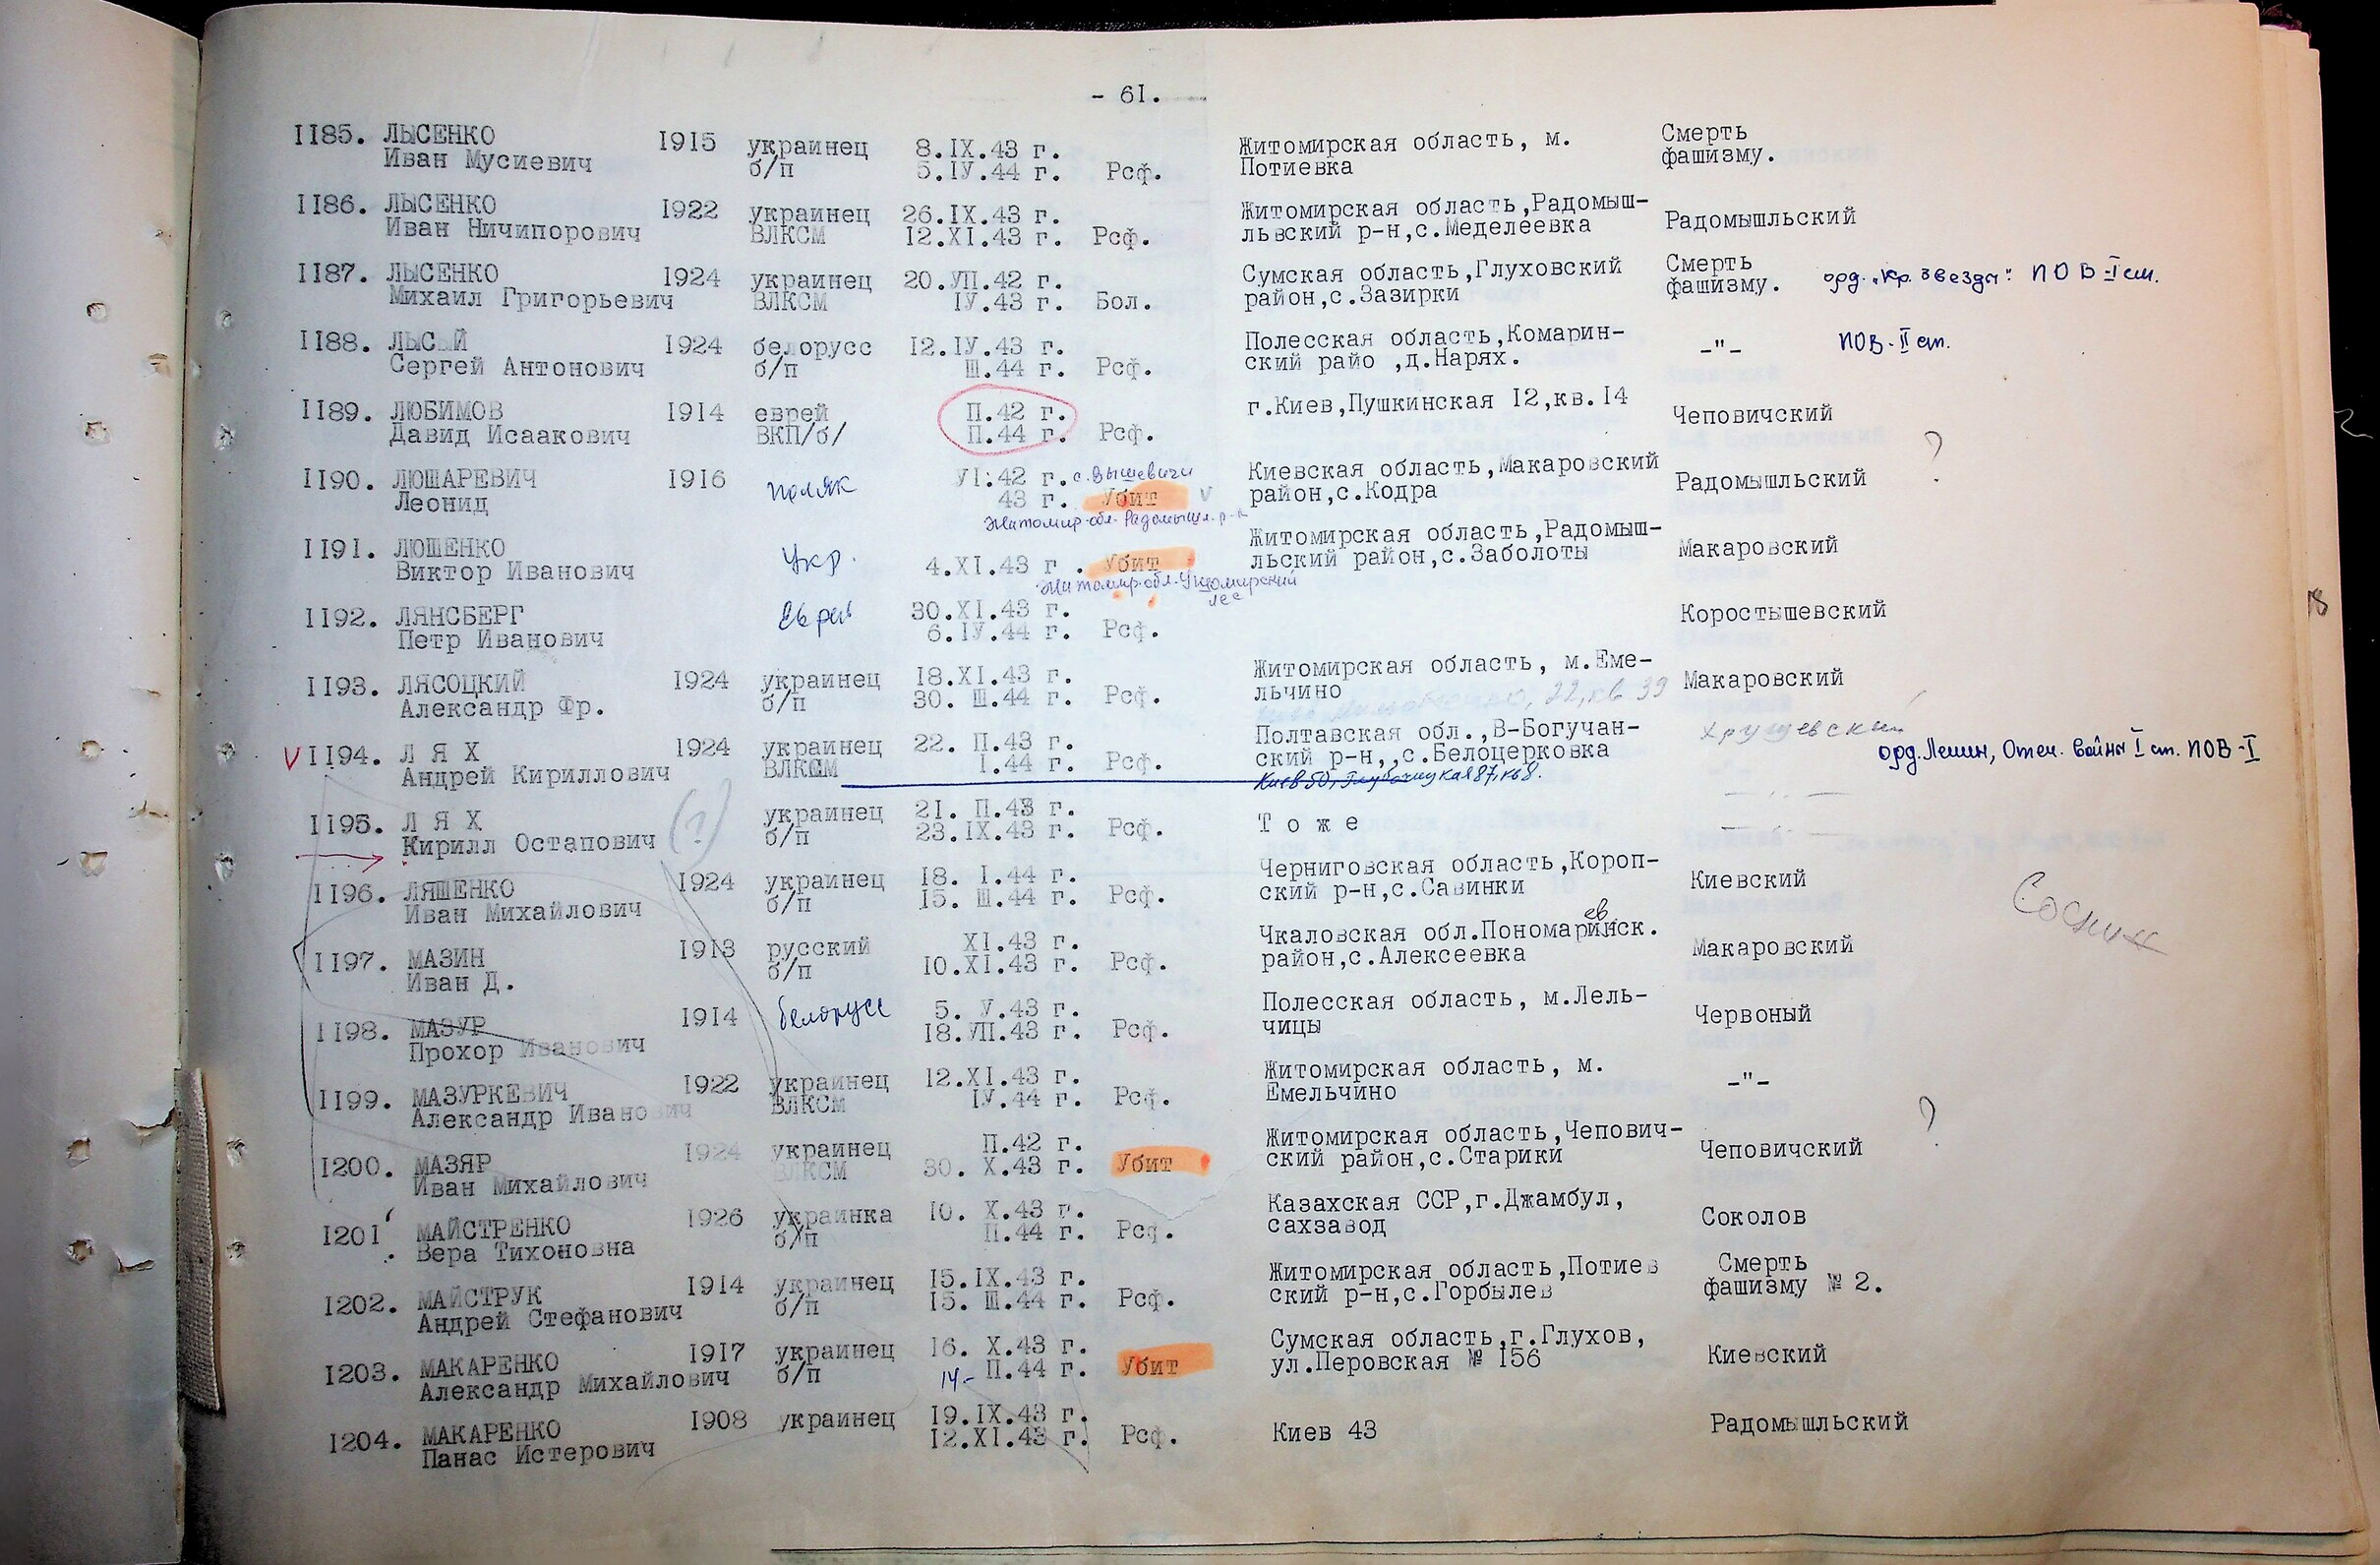 - 61.
1185. ЛЫСЕНКО 1915 украинец 8.IX.43 г. Житомирская область, м. Смерть
Иван Мусиевич б/п 5.IУ.44 г. Рсф. Потиевка фашизму.
1186. ЛЫСЕНКО 1922 украинец 26.IX.43 г. Житомирская область,Радомыш- Радомышльский
Иван Ничипорович ВЛКСМ 12.XI.43 г. Рсф. львский р-н,с.Меделеевка
1187. ЛЫСЕНКО 1924 украинец 20.УП.42 г. Сумская область,Глуховский Смерть орд. „Кр. Звезды". ПОВ-I ст.
Михаил Григорьевич ВЛКСМ IУ.43 г. Бол. район,с.Зазирки фашизму.
1188. ЛЫСЫЙ 1924 белорусс 12.IУ.43 г. Полесская область,Комарин- -"- ПОВ-II ст.
Сергей Антонович б/п Ш.44 г. Рсф. ский райо ,д.Нарях.
1189. ЛЮБИМОВ 1914 еврей П.42 г. г.Киев,Пушкинская 12,кв.14 Чеповичский
Давид Исаакович ВКП/б/ П.44 г. Рсф.
1190. ЛЮШАРЕВИЧ 1916 поляк УI.42 г. с.Вышевичи Киевская область,Макаровский Радомышльский ?
Леонид 43 г. Убит V район,с.Кодра
Житомир.обл. Радомышл. р-н
1191. ЛЮШЕНКО Укр. 4.XI.43 г. Убит Житомирская область,Радомыш- Макаровский
Виктор Иванович льский район,с.Заболоты
Житомир.обл.
лес
1192. ЛЯНСБЕРГ Еврей 30.XI.43 г. Коростышевский
Петр Иванович 6.IУ.44 г. Рсф.
1193. ЛЯСОЦКИЙ 1924 украинец 18.XI.43 г. Житомирская область, м.Еме- Макаровский
Александр Фр. б/п 30. Ш.44 г. Рсф. льчино
22, кв 39
V 1194. Л Я Х 1924 украинец 22. П.43 г. Полтавская обл.,В-Богучан- Хрущевский орд.Ленин, Отеч. Войны I ст. ПОВ-I
Андрей Кириллович ВЛКСМ I.44 г. Рсф. ский р-н,,с.Белоцерковка
Киев 50, Глубочицкая 87, кв 8.
1195. Л Я Х (?) украинец 21. П.43 г. Тоже — " —
Кирилл Остапович б/п 23.IX.43 г. Рсф.
1196. ЛЯШЕНКО 1924 украинец 18. I.44 г. Черниговская область,Короп- Киевский
Иван Михайлович б/п 15. Ш.44 г. Рсф. ский р-н,с.Савинки
ев
1197. МАЗИН 1913 русский XI.43 г. Чкаловская обл.Пономаринск. Макаровский
Иван Д. б/п 10.XI.43 г. Рсф. район,с.Алексеевка
1198. МАЗУР 1914 белорусс 5. У.43 г. Полесская область, м.Лель- Червоный
Прохор Иванович 18.УП.43 г. Рсф. чицы
1199. МАЗУРКЕВИЧ 1922 украинец 12.XI.43 г. Житомирская область, м. -"-
Александр Иванович ВЛКСМ IУ.44 г. Рсф. Емельчино
1200. МАЗЯР 1924 украинец П.42 г. Житомирская область,Чепович- Чеповичский ?
Иван Михайлович ВЛКСМ 30. X.43 г. Убит ский район,с.Старики
1201. МАЙСТРЕНКО 1926 украинка 10. X.43 г. Казахская ССР,г.Джамбул, Соколов
Вера Тихоновна б/п П.44 г. Рсф. сахзавод
1202. МАЙСТРУК 1914 украинец 15.IX.43 г. Житомирская область,Потиев Смерть
Андрей Стефанович б/п 15. Ш.44 г. Рсф. ский р-н,с.Горбылев фашизму № 2.
1203. МАКАРЕНКО 1917 украинец 16. X.43 г. Сумская область,г.Глухов, Киевский
Александр Михайлович б/п 14- П.44 г. Убит ул.Перовская № 156
1204. МАКАРЕНКО 1908 украинец 19.IX.43 г. Киев 43 Радомышльский
Панас Истерович 12.XI.43 г. Рсф.